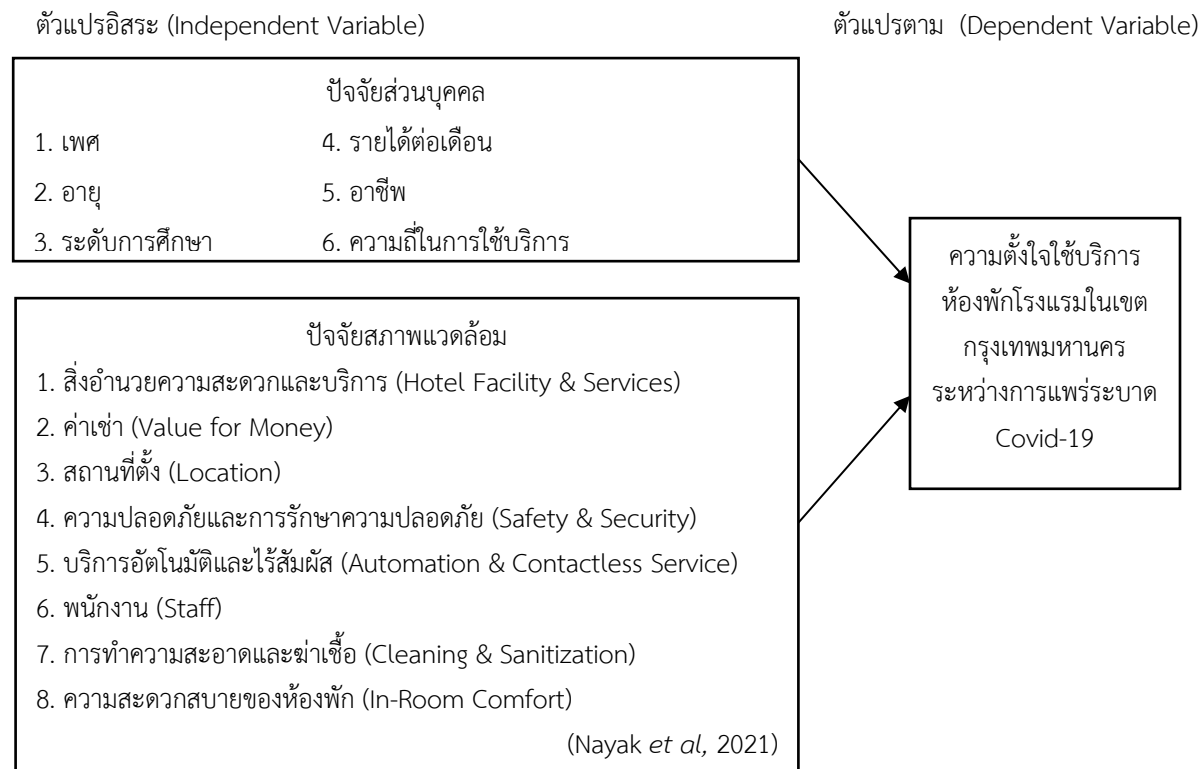 ตัวแปรอิสระ (Independent Variable) ตัวแปรตาม (Dependent Variable)
ปัจจัยส่วนบุคคล
1. เพศ 4. รายได้ต่อเดือน
2. อายุ 5. อาชีพ
3. ระดับการศึกษา 6. ความถี่ในการใช้บริการ
ปัจจัยสภาพแวดล้อม
1. สิ่งอำนวยความสะดวกและบริการ (Hotel Facility & Services)
2. ค่าเช่า (Value for Money)
3. สถานที่ตั้ง (Location)
4. ความปลอดภัยและการรักษาความปลอดภัย (Safety & Security)
5. บริการอัตโนมัติและไร้สัมผัส (Automation & Contactless Service)
6. พนักงาน (Staff)
7. การทำความสะอาดและฆ่าเชื้อ (Cleaning & Sanitization)
8. ความสะดวกสบายของห้องพัก (In-Room Comfort)
(Nayak et al, 2021)
ความตั้งใจใช้บริการ
ห้องพักโรงแรมในเขต
กรุงเทพมหานคร
ระหว่างการแพร่ระบาด
Covid-19